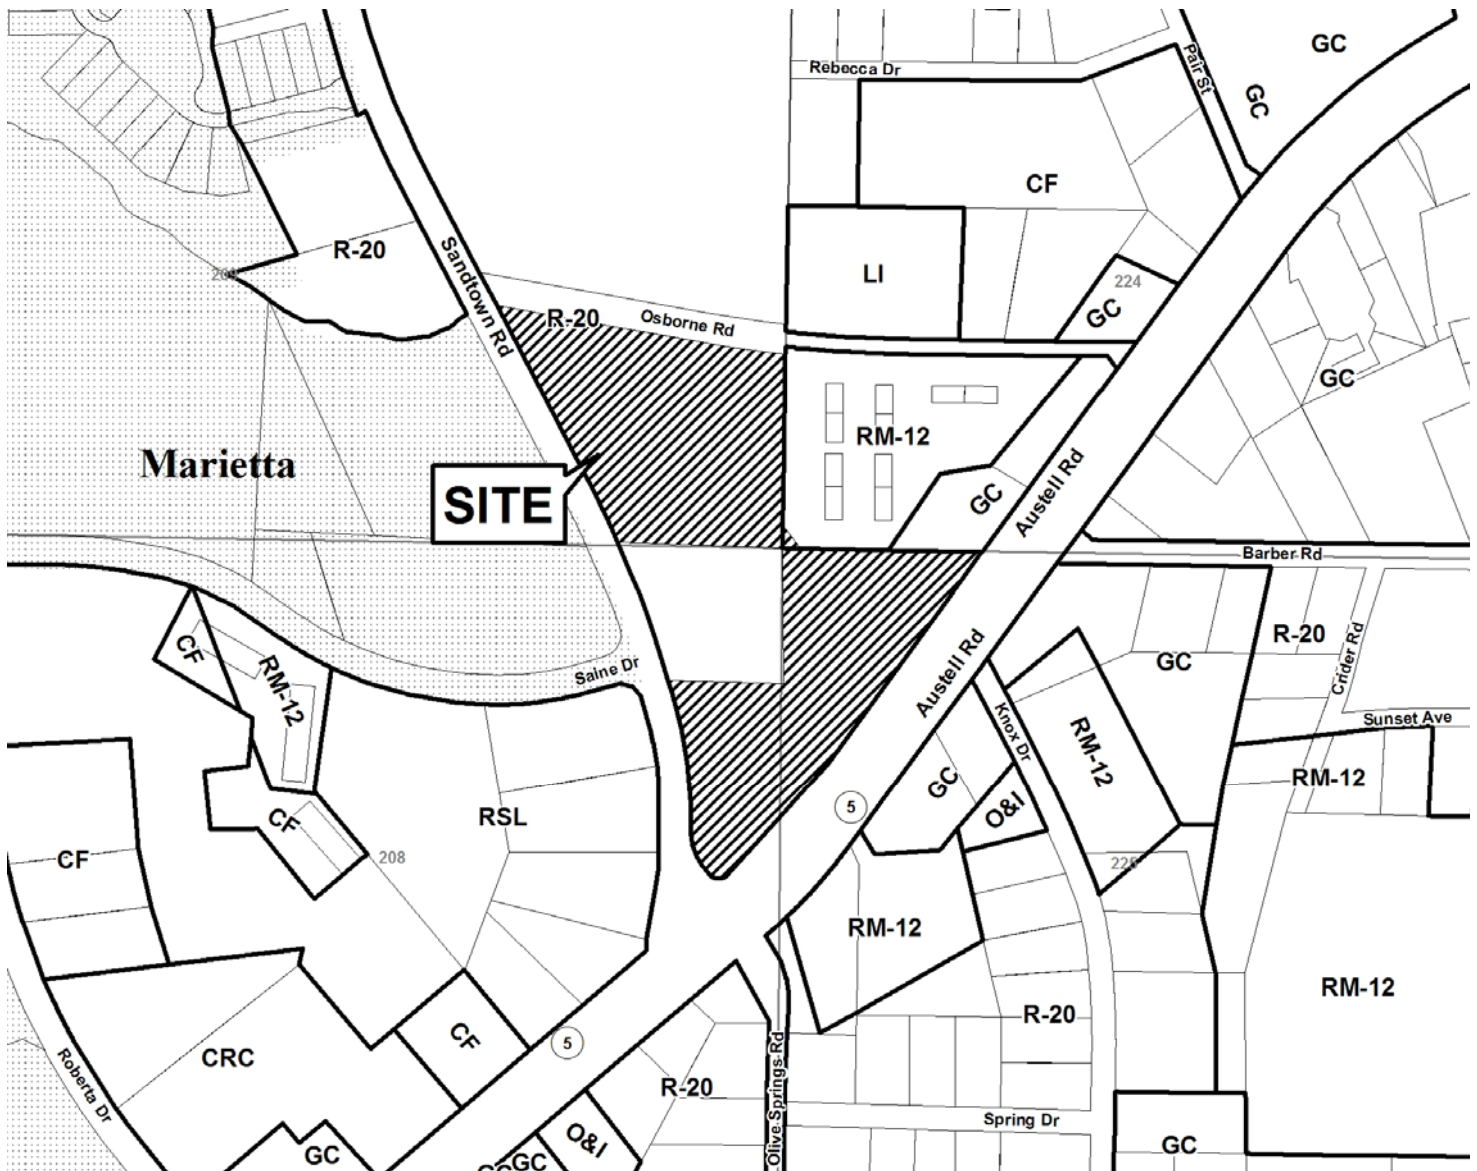 GC
Rebecca Dr
Pair St
GC
CF
R-20
Sandtown Rd
LI
224
GC
R-20
Osborne Rd
GC
RM-12
Marietta
SITE
GC
Austell Rd
Barber Rd
CF
RM-12
Salne Dr
Austell Rd
Knox Dr
GC
R-20
Crider Rd
Sunset Ave
RM-12
RM-12
GC
O&I
5
RSL
CF
CF
208
RM-12
RM-12
R-20
CRC
CF
5
R-20
Roberta Dr
Olive Springs Rd
Spring Dr
GC
O&I
GC
GC